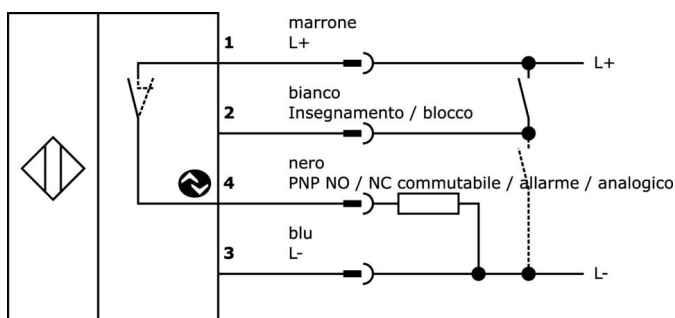 marrone
1 L+
L+
bianco
2 Insegnamento / blocco
nero
4 PNP NO / NC commutabile / allarme / analogico
blu
3 L-
L-